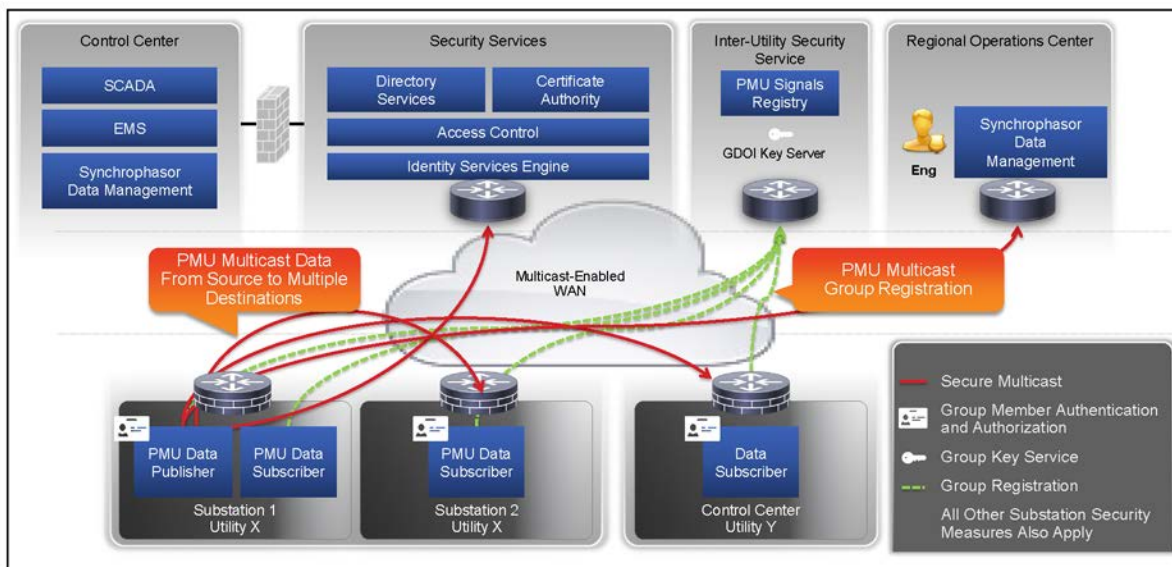 Control Center
SCADA
EMS
Synchrophasor
Data Management
Security Services
Directory
Services
Certificate
Authority
Access Control
Identity Services Engine
Inter-Utility Security
Service
PMU Signals
Registry
GDOI Key Server
Regional Operations Center
Eng
Synchrophasor
Data
Management
PMU Multicast Data
From Source to Multiple
Destinations
Multicast-Enabled
WAN
PMU Multicast
Group Registration
PMU Data
Publisher
PMU Data
Subscriber
Substation 1
Utility X
PMU Data
Subscriber
Substation 2
Utility X
Data
Subscriber
Control Center
Utility Y
Secure Multicast
Group Member Authentication
and Authorization
Group Key Service
Group Registration
All Other Substation Security
Measures Also Apply